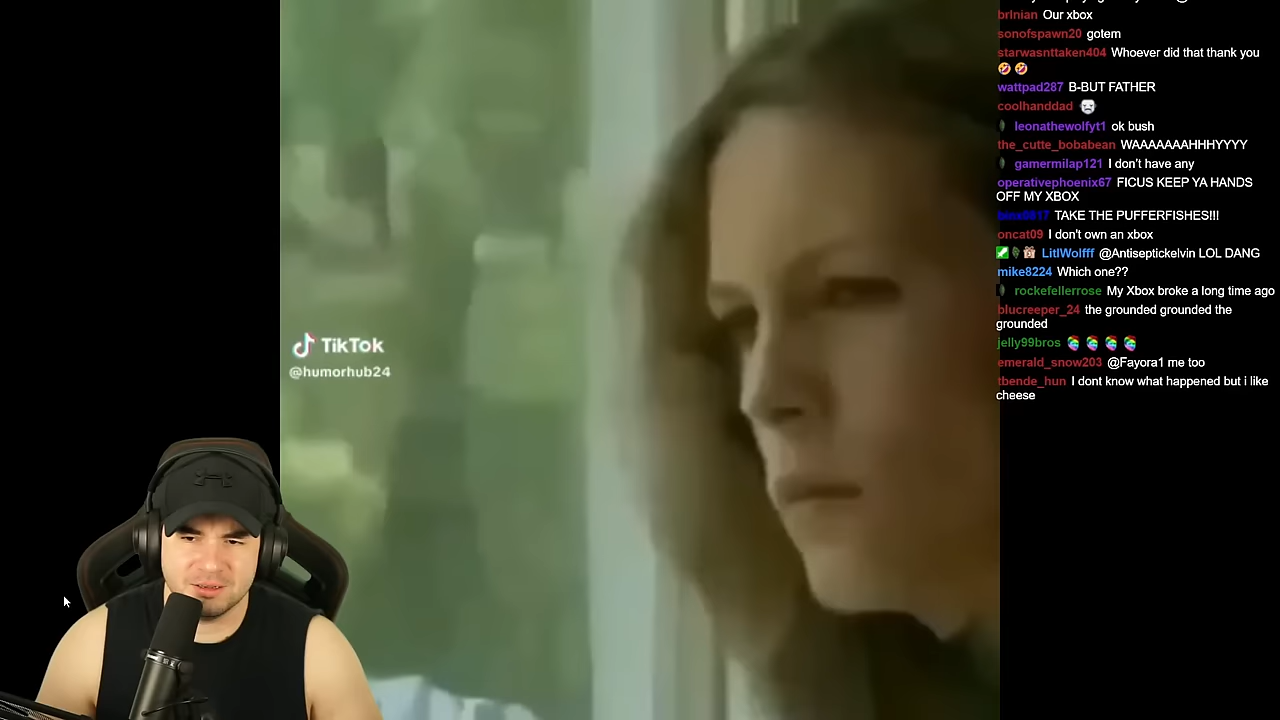 brlnian Our xbox
sonofspawn20 gotem
starwasnttaken404 Whoever did that thank you
wattpad287 B-BUT FATHER
coolhanddad
leonathewolfyt1 ok bush
the_cutte_bobabean WAAAAAAAHHHYYYY
gamermilap121 I don't have any
operativephoenix67 FICUS KEEP YA HANDS
OFF MY XBOX
TAKE THE PUFFERFISHES!!!
oncat09 I don't own an xbox
LitlWolfff @Antiseptickelvin LOL DANG
mike8224 Which one??
rockefellerrose My Xbox broke a long time ago
blucreeper_24 the grounded grounded the
grounded
jelly99bros
emerald_snow203 @Fayora1 me too
tbende_hun I dont know what happened but i like
cheese
TikTok
@humorhub24